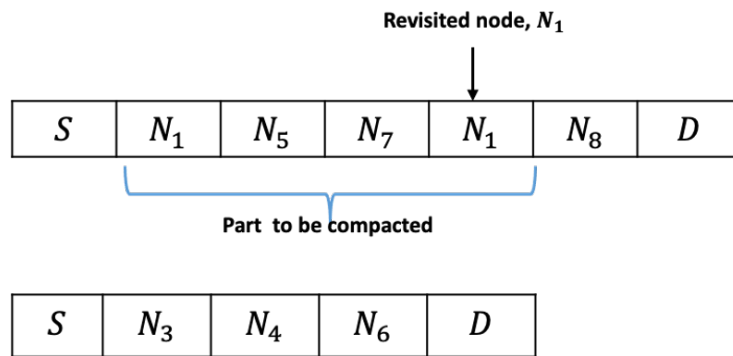 Revisited node, N₁
S N₁ N₅ N₇ N₁ N₈ D
Part to be compacted
S N₃ N₄ N₆ D